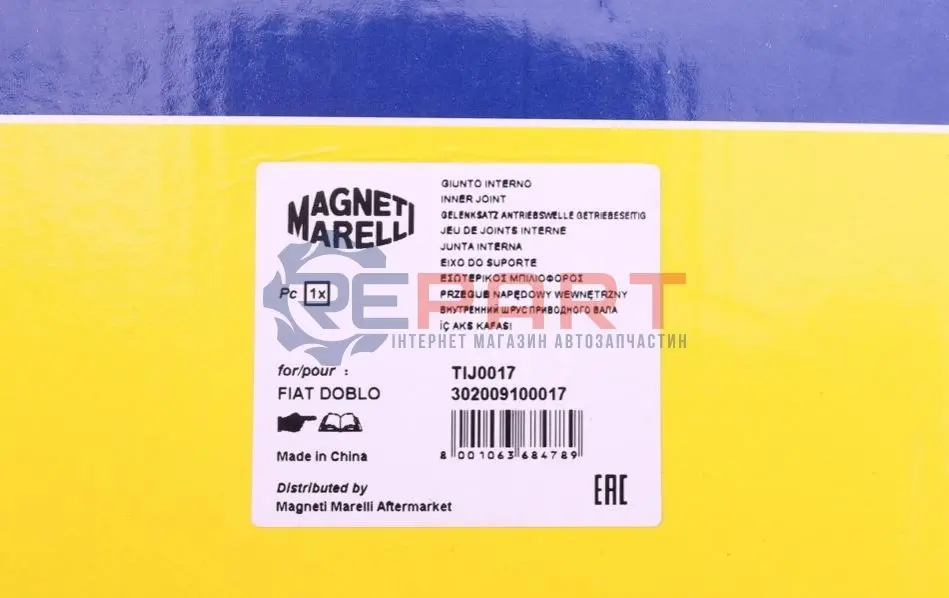 MAGNETI
MARELLI
Pc 1x
GIUNTO INTERNO
INNER JOINT
GELENKSATZ ANTRIEBSWELLE GETRIEBESEITIG
JEU DE JOINTS INTERNE
JUNTA INTERNA
EIXO DO SUPORTE
ΕΣΩΤΕΡΙΚΟΣ ΜΠΙΛΙΟΦΟΡΟΣ
PRZEGUB NAPĘDOWY WEWNĘTRZNY
ВНУТРЕННИЙ ШРУС ПРИВОДНОГО ВАЛА
İÇ AKS KAFASI
REPART
ІНТЕРНЕТ МАГАЗИН АВТОЗАПЧАСТИН
for/pour :
FIAT DOBLO
TIJ0017
302009100017
8 001063 684789
Made in China
Distributed by
Magneti Marelli Aftermarket
EAC